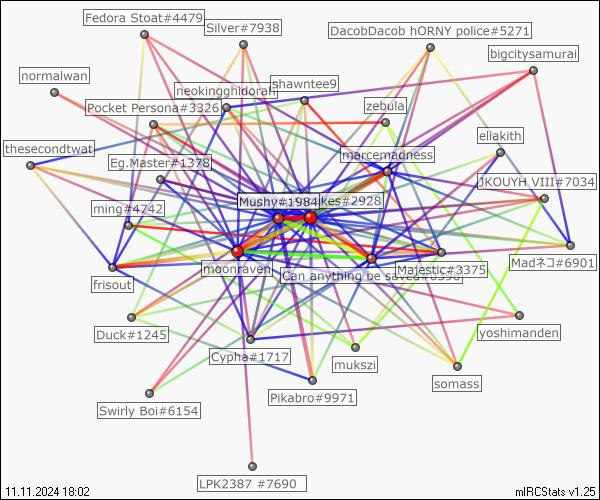 Fedora Stoat#4479
Silver#7938
DacobDacob hORNY police#5271
bigcitysamurai
normalwan
neokingghidorah
shawntee9
Pocket Persona#3326
zebula
ellakith
thesecondtwat
marcemadness
Eg.Master#1378
JKOUYH VIII#7034
Mushy#1984
ikes#2928
ming#4742
moonraven
Can anything be saved
Majestic#3375
Madネコ#6901
frisout
Duck#1245
yoshimanden
Cypha#1717
mukszi
somass
Pikabro#9971
Swirly Boi#6154
LPK2387 #7690
11.11.2024 18:02
mIRCStats v1.25